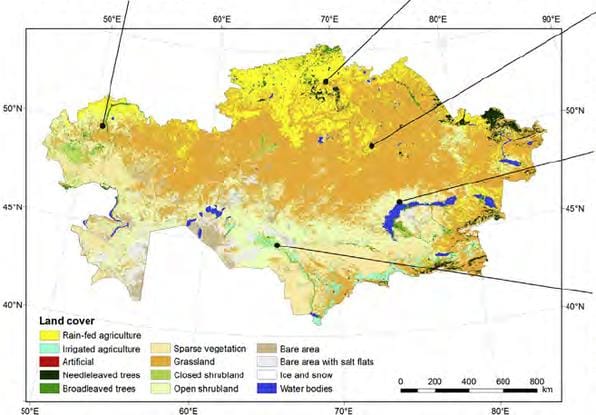 50°E 60°E 70°E 80°E 90°E
50°N 50°N
45°N 45°N
40°N 40°N
Land cover
Rain-fed agriculture
Irrigated agriculture Sparse vegetation Bare area
Artificial Grassland Bare area with salt flats
Needleleaved trees Closed shrubland Ice and snow
Broadleaved trees Open shrubland Water bodies
0 200 400 600 800
km
50°E 60°E 70°E 80°E